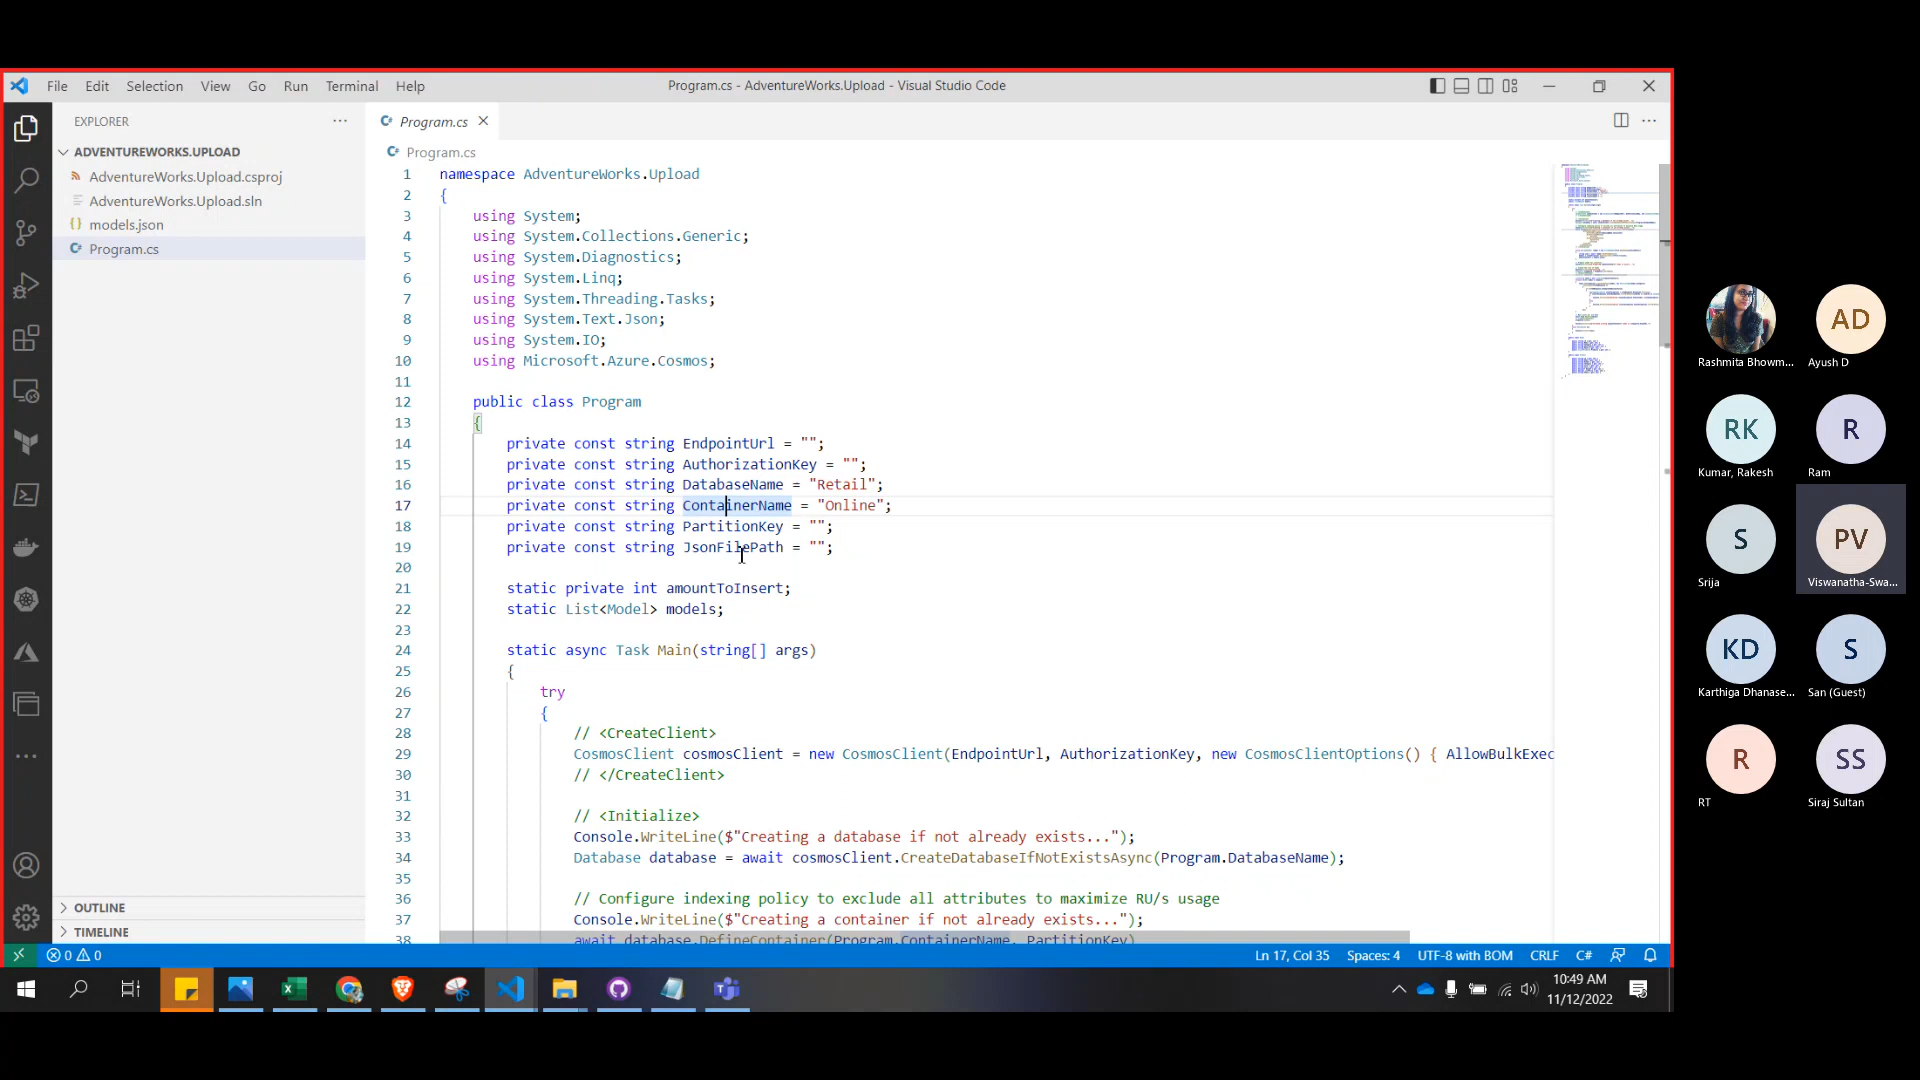 File Edit Selection View Go Run Terminal Help
Program.cs - AdventureWorks.Upload - Visual Studio Code
EXPLORER
ADVENTUREWORKS.UPLOAD
AdventureWorks.Upload.csproj
AdventureWorks.Upload.sln
models.json
Program.cs
OUTLINE
TIMELINE
Program.cs
Program.cs
1 namespace AdventureWorks.Upload
2 {
3 using System;
4 using System.Collections.Generic;
5 using System.Diagnostics;
6 using System.Linq;
7 using System.Threading.Tasks;
8 using System.Text.Json;
9 using System.IO;
10 using Microsoft.Azure.Cosmos;
11
12 public class Program
13 {
14 private const string EndpointUrl = "";
15 private const string AuthorizationKey = "";
16 private const string DatabaseName = "Retail";
17 private const string ContainerName = "Online";
18 private const string PartitionKey = "";
19 private const string JsonFilePath = "";
20
21 static private int amountToInsert;
22 static List<Model> models;
23
24 static async Task Main(string[] args)
25 {
26 try
27 {
28 // <CreateClient>
29 CosmosClient cosmosClient = new CosmosClient(EndpointUrl, AuthorizationKey, new CosmosClientOptions() { AllowBulkExec
30 // </CreateClient>
31
32 // <Initialize>
33 Console.WriteLine($"Creating a database if not already exists...");
34 Database database = await cosmosClient.CreateDatabaseIfNotExistsAsync(Program.DatabaseName);
35
36 // Configure indexing policy to exclude all attributes to maximize RU/s usage
37 Console.WriteLine($"Creating a container if not already exists...");
38 await database.DefineContainer(Program.ContainerName, PartitionKey)
0 0
Ln 17, Col 35 Spaces: 4 UTF-8 with BOM CRLF C#
10:49 AM
11/12/2022
Rashmita Bhowm...
AD
Ayush D
RK
Kumar, Rakesh
R
Ram
S
Srija
PV
Viswanatha-Swa...
KD
Karthiga Dhanase...
S
San (Guest)
R
RT
SS
Siraj Sultan